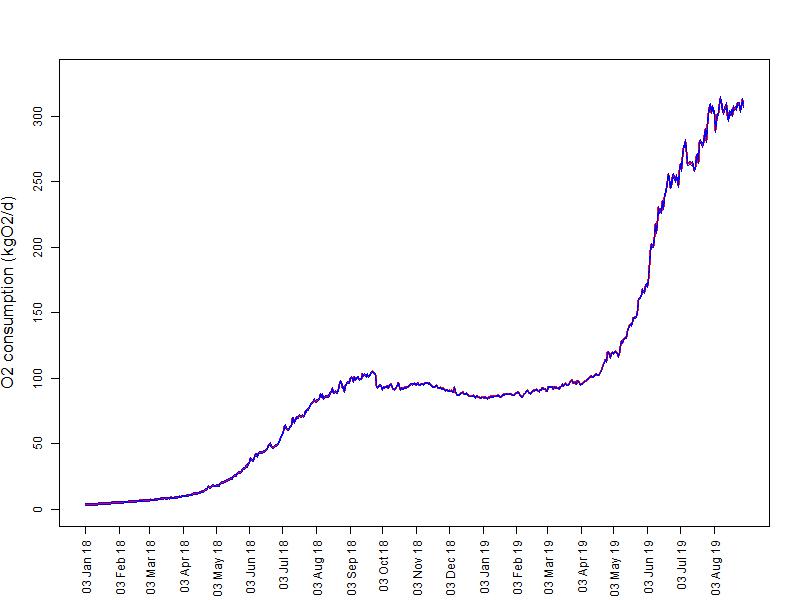 O2 consumption (kgO2/d)
300
250
200
150
100
50
0
03 Jan 18
03 Feb 18
03 Mar 18
03 Apr 18
03 May 18
03 Jun 18
03 Jul 18
03 Aug 18
03 Sep 18
03 Oct 18
03 Nov 18
03 Dec 18
03 Jan 19
03 Feb 19
03 Mar 19
03 Apr 19
03 May 19
03 Jun 19
03 Jul 19
03 Aug 19